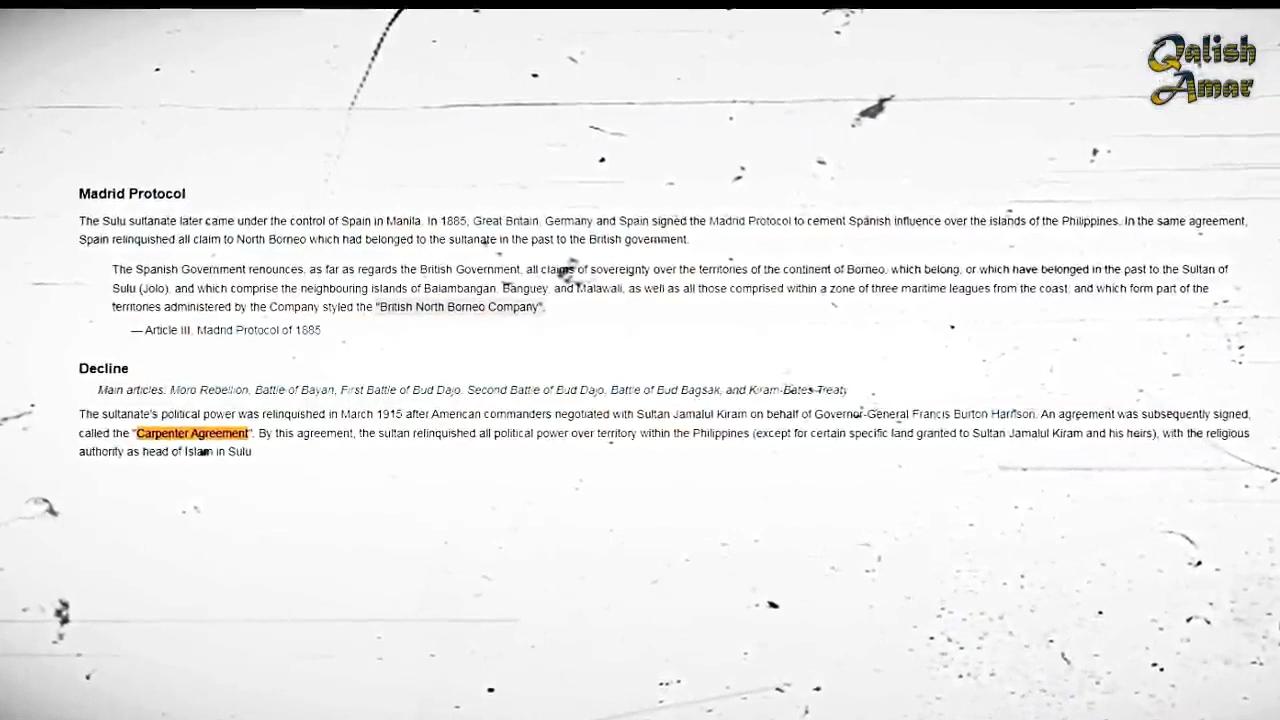 Qalish
Amar
Madrid Protocol
The Sulu sultanate later came under the control of Spain in Manila. In 1885, Great Britain, Germany and Spain signed the Madrid Protocol to cement Spanish influence over the islands of the Philippines. In the same agreement,
Spain relinquished all claim to North Borneo which had belonged to the sultanate in the past to the British government.
The Spanish Government renounces, as far as regards the British Government, all claims of sovereignty over the territories of the continent of Borneo, which belong, or which have belonged in the past to the Sultan of
Sulu (Jolo), and which comprise the neighbouring islands of Balambangan, Banguey, and Malawali, as well as all those comprised within a zone of three maritime leagues from the coast, and which form part of the
territories administered by the Company styled the "British North Borneo Company".
— Article III, Madrid Protocol of 1885
Decline
Main articles: Moro Rebellion, Battle of Bayan, First Battle of Bud Dajo, Second Battle of Bud Dajo, Battle of Bud Bagsak, and Kiram-Bates Treaty
The sultanate's political power was relinquished in March 1915 after American commanders negotiated with Sultan Jamalul Kiram on behalf of Governor-General Francis Burton Harrison. An agreement was subsequently signed,
called the "Carpenter Agreement". By this agreement, the sultan relinquished all political power over territory within the Philippines (except for certain specific land granted to Sultan Jamalul Kiram and his heirs), with the religious
authority as head of Islam in Sulu